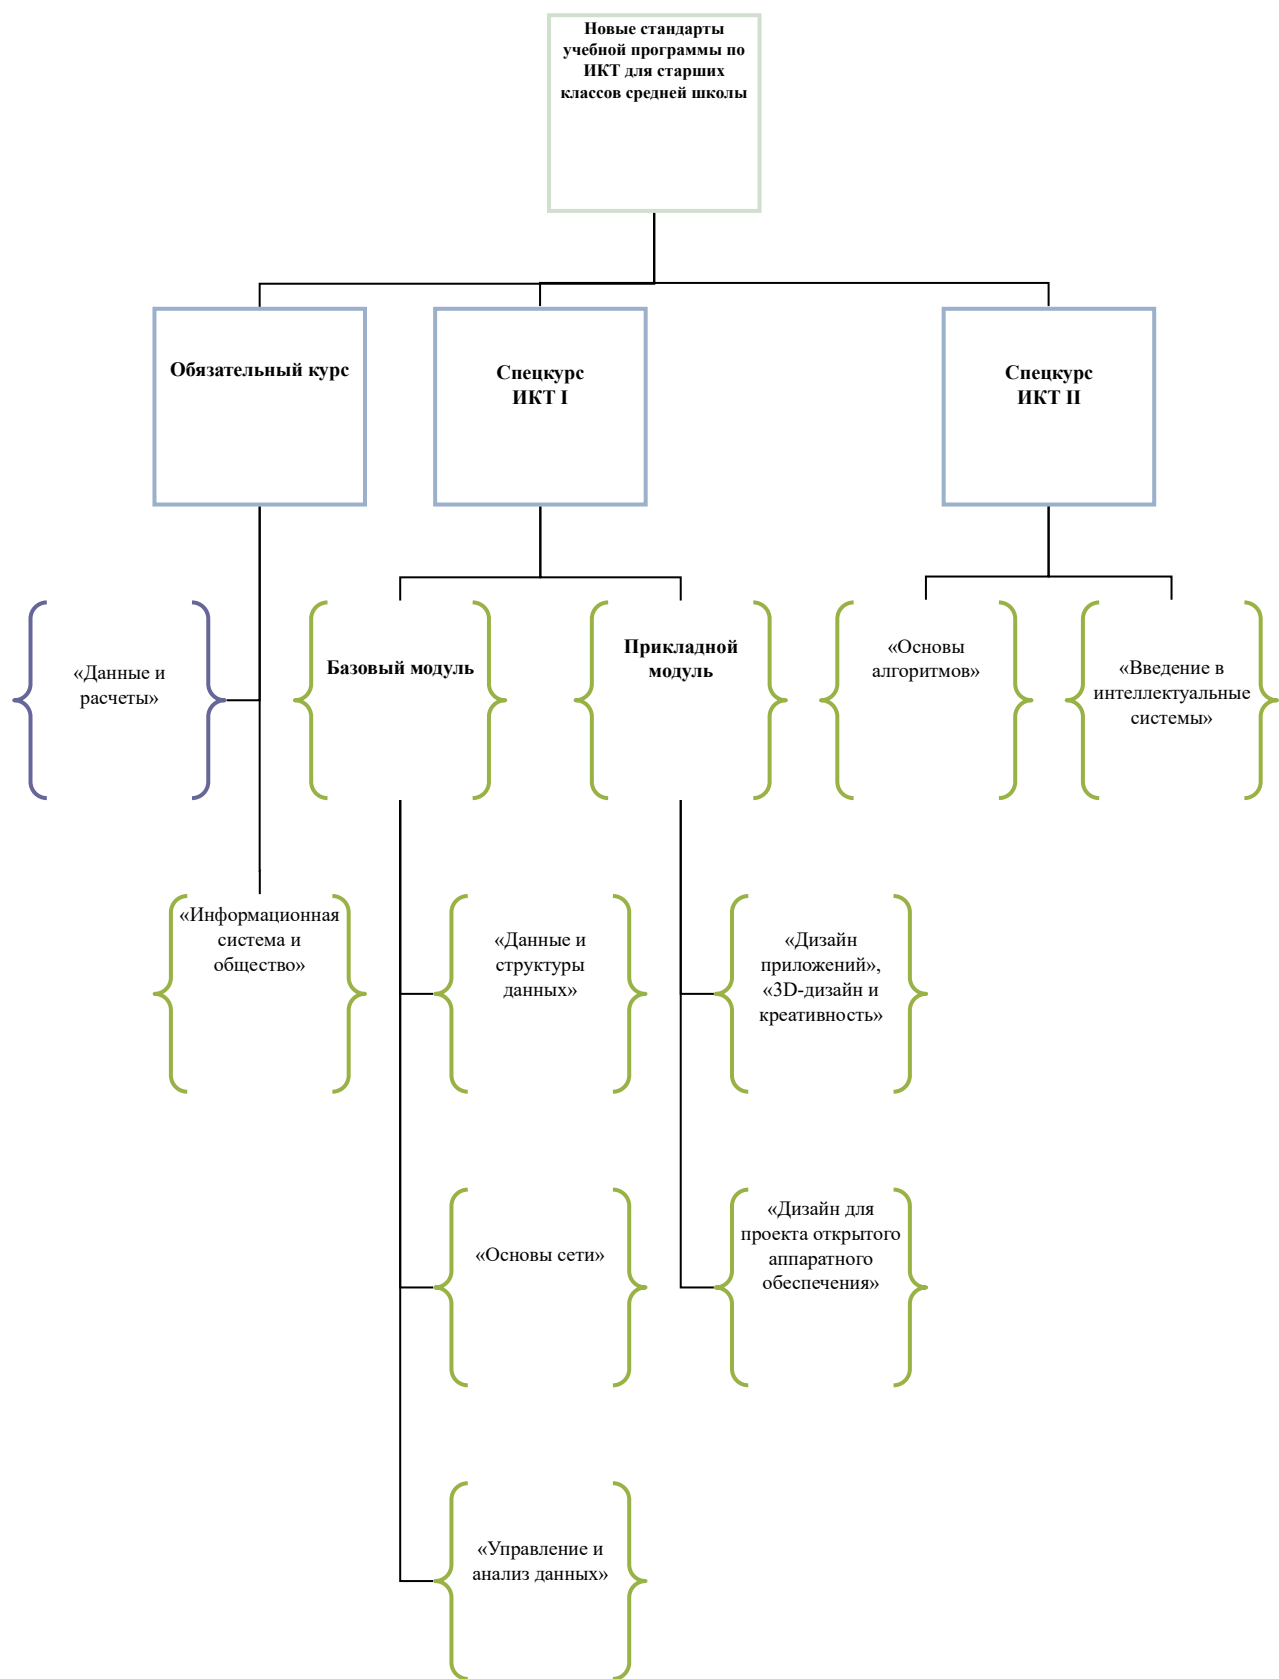 Новые стандарты
учебной программы по
ИКТ для старших
классов средней школы
Обязательный курс
Спецкурс
ИКТ I
Спецкурс
ИКТ II
«Данные и
расчеты»
Базовый модуль
Прикладной
модуль
«Основы
алгоритмов»
«Введение в
интеллектуальные
системы»
«Информационная
система и
общество»
«Данные и
структуры
данных»
«Дизайн
приложений»,
«3D-дизайн и
креативность»
«Основы сети»
«Дизайн для
проекта открытого
аппаратного
обеспечения»
«Управление и
анализ данных»